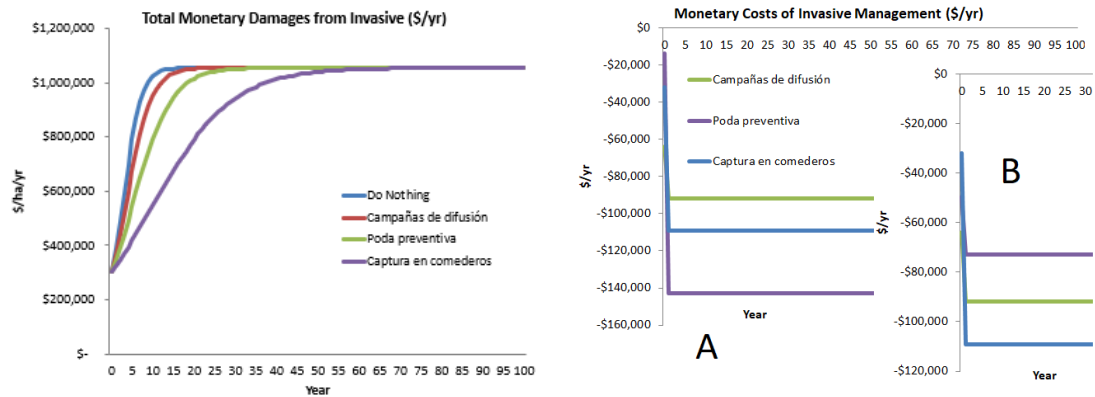 Total Monetary Damages from Invasive ($/yr)
$1,200,000
$1,000,000
$800,000
$600,000
$400,000
$200,000
$-
$/ha/yr
0 5 10 15 20 25 30 35 40 45 50 55 60 65 70 75 80 85 90 95 100
Year
Do Nothing
Campañas de difusión
Poda preventiva
Captura en comederos
Monetary Costs of Invasive Management ($/yr)
$0
-$20,000
-$40,000
-$60,000
-$80,000
-$100,000
-$120,000
-$140,000
-$160,000
$/yr
0 5 10 15 20 25 30 35 40 45 50 55 60 65 70 75 80 85 90 95 100
Campañas de difusión
Poda preventiva
Captura en comederos
Year
A
$0
-$20,000
-$40,000
-$60,000
-$80,000
-$100,000
-$120,000
$/yr
0 5 10 15 20 25 30
B
Year